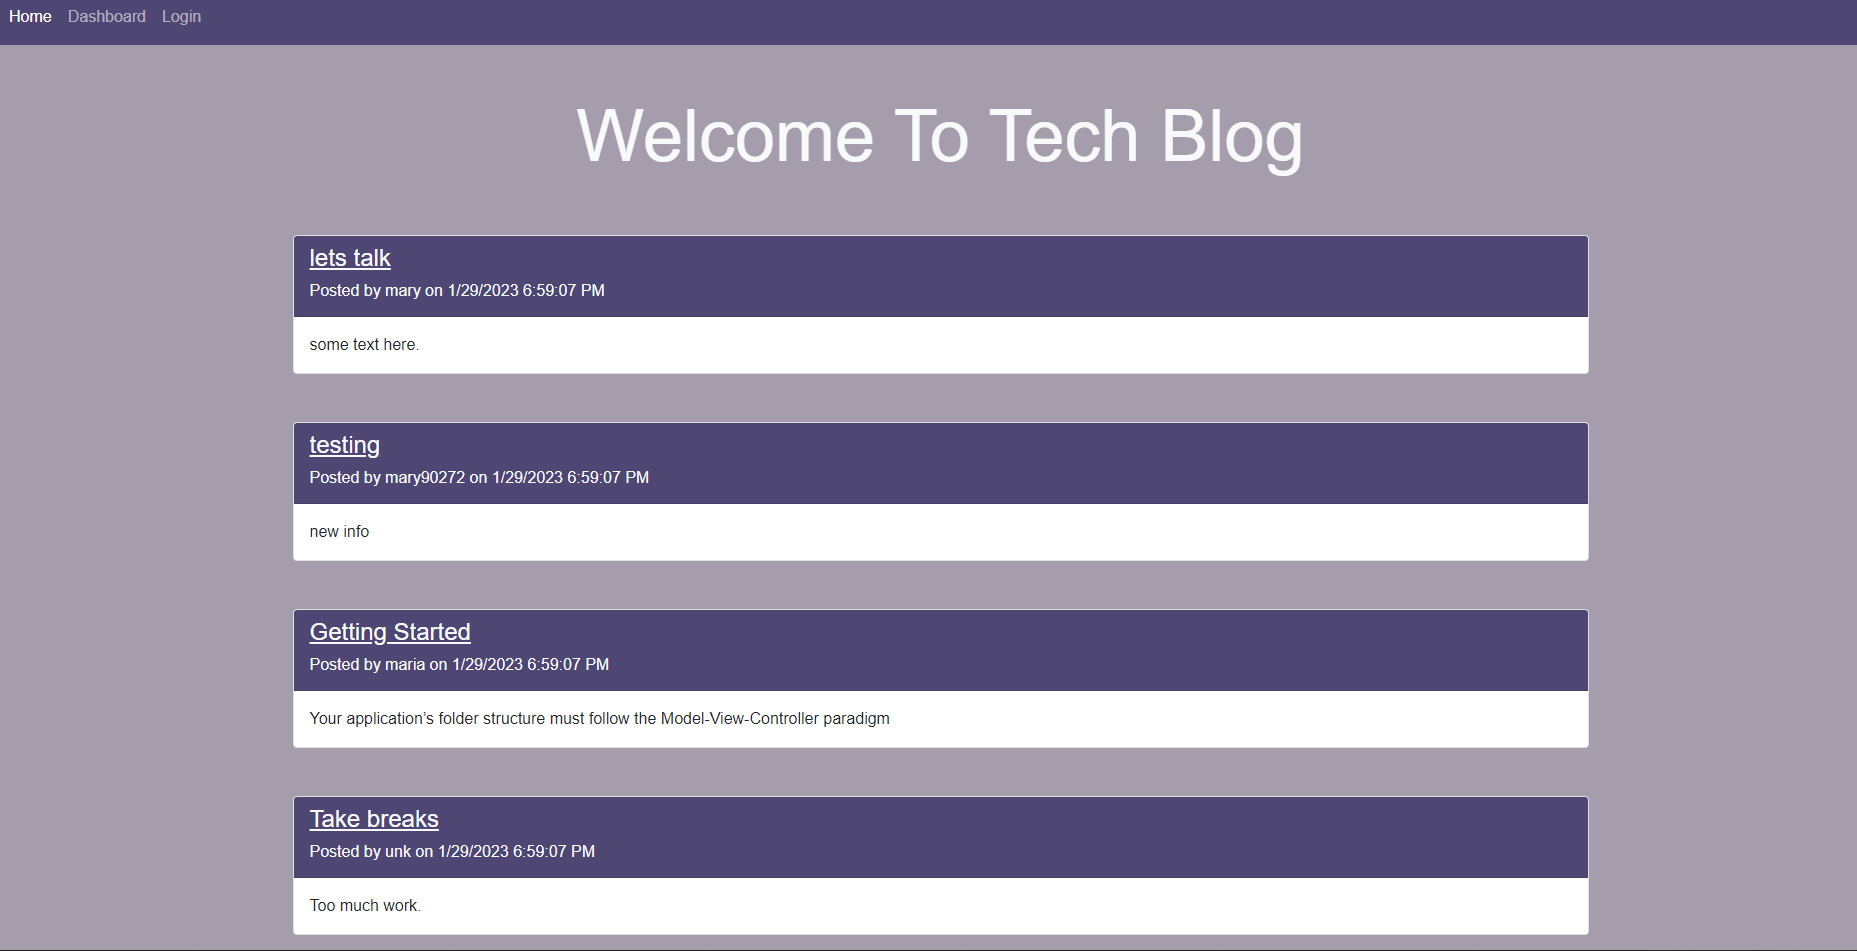 Home Dashboard Login
Welcome To Tech Blog
lets talk
Posted by mary on 1/29/2023 6:59:07 PM
some text here.
testing
Posted by mary90272 on 1/29/2023 6:59:07 PM
new info
Getting Started
Posted by maria on 1/29/2023 6:59:07 PM
Your application’s folder structure must follow the Model-View-Controller paradigm
Take breaks
Posted by unk on 1/29/2023 6:59:07 PM
Too much work.